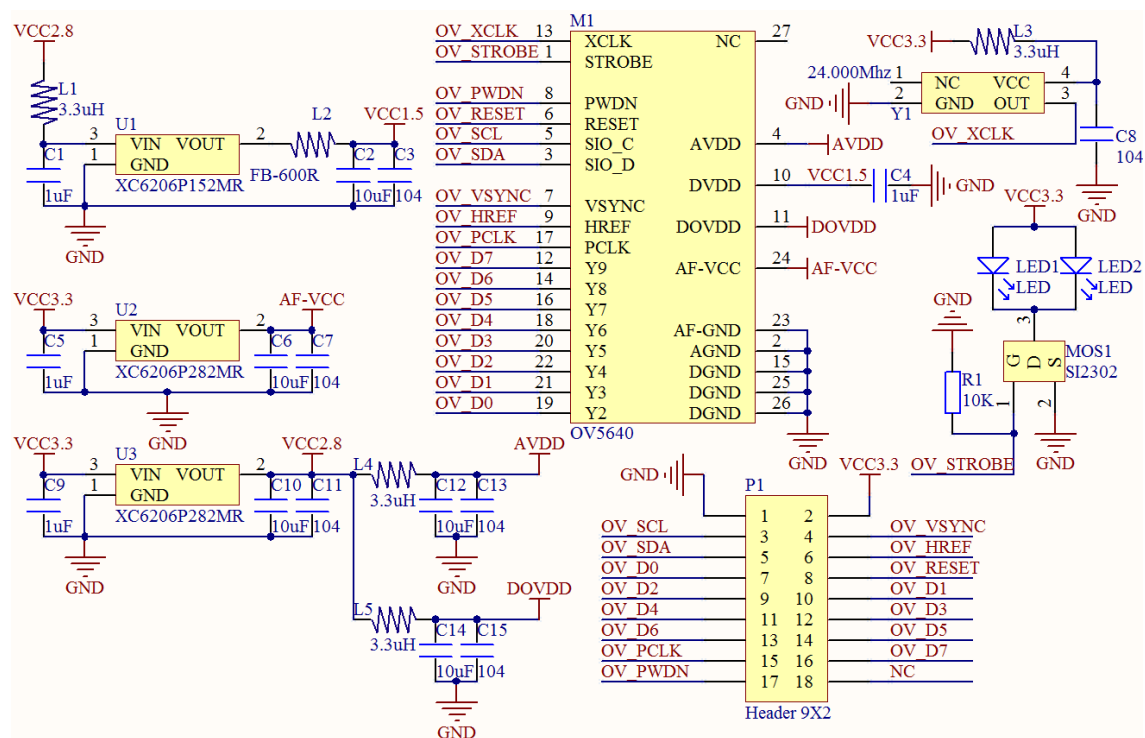 VCC2.8
L1
3.3uH
U1
3 VIN VOUT 2
1 GND
XC6206P152MR
C1
1uF
L2
FB-600R
VCC1.5
C2 C3
10uF 104
GND
VCC3.3
U2
3 VIN VOUT 2
1 GND
XC6206P282MR
C5
1uF
AF-VCC
C6 C7
10uF 104
GND
VCC3.3
U3
3 VIN VOUT 2
1 GND
XC6206P282MR
C9
1uF
VCC2.8
C10 C11
10uF 104
GND
L4
3.3uH
AVDD
C12 C13
10uF 104
GND
L5
3.3uH
DOVDD
C14 C15
10uF 104
GND
M1
OV_XCLK 13 XCLK
OV_STROBE 1 STROBE
OV_PWDN 8 PWDN
OV_RESET 6 RESET
OV_SCL 5 SIO_C
OV_SDA 3 SIO_D
OV_VSYNC 7 VSYNC
OV_HREF 9 HREF
OV_PCLK 17 PCLK
OV_D7 12 Y9
OV_D6 14 Y8
OV_D5 16 Y7
OV_D4 18 Y6
OV_D3 20 Y5
OV_D2 22 Y4
OV_D1 21 Y3
OV_D0 19 Y2
NC 27
AVDD 4 AVDD
DVDD 10 VCC1.5
C4
1uF
GND
DOVDD 11 DOVDD
AF-VCC 24 AF-VCC
AF-GND 23
AGND 2
DGND 15
DGND 25
DGND 26
GND
OV5640
VCC3.3
L3
3.3uH
24.000Mhz
1 NC VCC 4
GND 2 GND OUT 3
Y1
OV_XCLK
C8
104
GND
VCC3.3
LED1
LED
LED2
LED
GND
R1
10K
3
G D S
MOS1
SI2302
1 2
OV_STROBE
GND
GND
VCC3.3
P1
1 2
OV_SCL 3 4 OV_VSYNC
OV_SDA 5 6 OV_HREF
OV_D0 7 8 OV_RESET
OV_D2 9 10 OV_D1
OV_D4 11 12 OV_D3
OV_D6 13 14 OV_D5
OV_PCLK 15 16 OV_D7
OV_PWDN 17 18 NC
Header 9X2